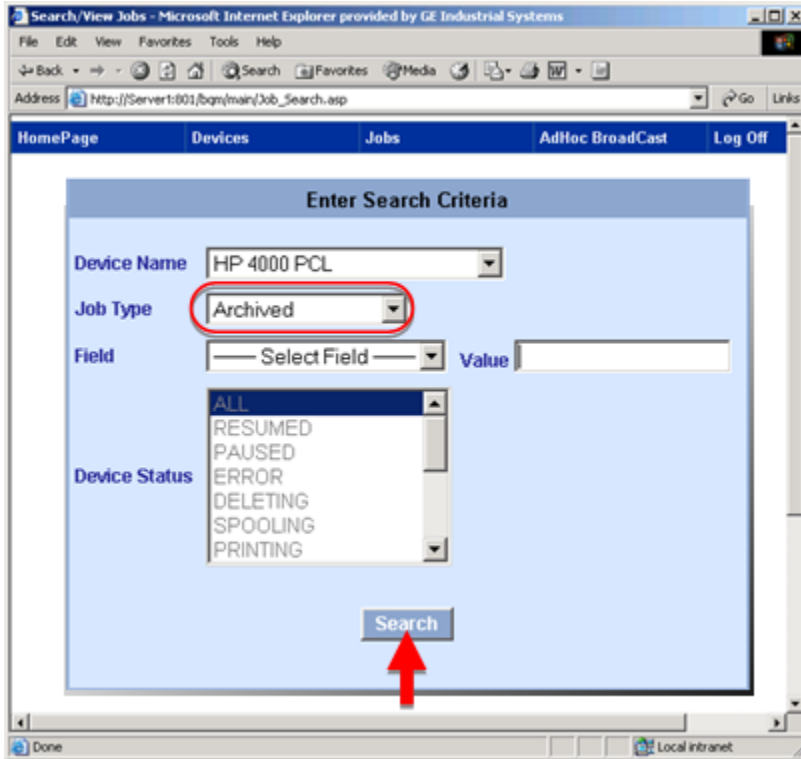 Search/View Jobs - Microsoft Internet Explorer provided by GE Industrial Systems
File Edit View Favorites Tools Help
Back Search Favorites Media
Address http://Server1:801/bqm/main/Job_Search.asp Go Links
HomePage Devices Jobs AdHoc BroadCast Log Off
Enter Search Criteria
Device Name HP 4000 PCL
Job Type Archived
Field —— Select Field —— Value
Device Status
ALL
RESUMED
PAUSED
ERROR
DELETING
SPOOLING
PRINTING
Search
Done Local intranet